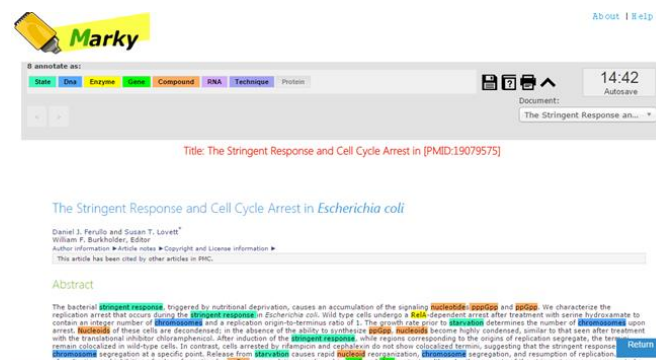 About | Help
Marky
0 annotate as:
State Dna Enzyme Gene Compound RNA Technique Protein
14:42
Autosave
Document:
The Stringent Response an...
Title: The Stringent Response and Cell Cycle Arrest in [PMID:19079575]
The Stringent Response and Cell Cycle Arrest in Escherichia coli
Daniel J. Ferullo and Susan T. Lovett*
William F. Burkholder, Editor
Author information ►Article notes ►Copyright and License information ►
This article has been cited by other articles in PMC.
Abstract
The bacterial stringent response, triggered by nutritional deprivation, causes an accumulation of the signaling nucleotides pppGpp and ppGpp. We characterize the
replication arrest that occurs during the stringent response in Escherichia coli. Wild type cells undergo a RelA-dependent arrest after treatment with serine hydroxamate to
contain an integer number of chromosomes and a replication origin-to-terminus ratio of 1. The growth rate prior to starvation determines the number of chromosomes upon
arrest. Nucleoids of these cells are decondensed; in the absence of the ability to synthesize ppGpp, nucleoids become highly condensed, similar to that seen after treatment
with the translational inhibitor chloramphenicol. After induction of the stringent response, while regions corresponding to the origins of replication segregate, the
remain colocalized in wild-type cells. In contrast, cells arrested by rifampicin and cephalexin do not show colocalized termini, suggesting that the stringent response
chromosome segregation at a specific point. Release from starvation causes rapid nucleoid reorganization, chromosome segregation, and resumption of replication.
Return